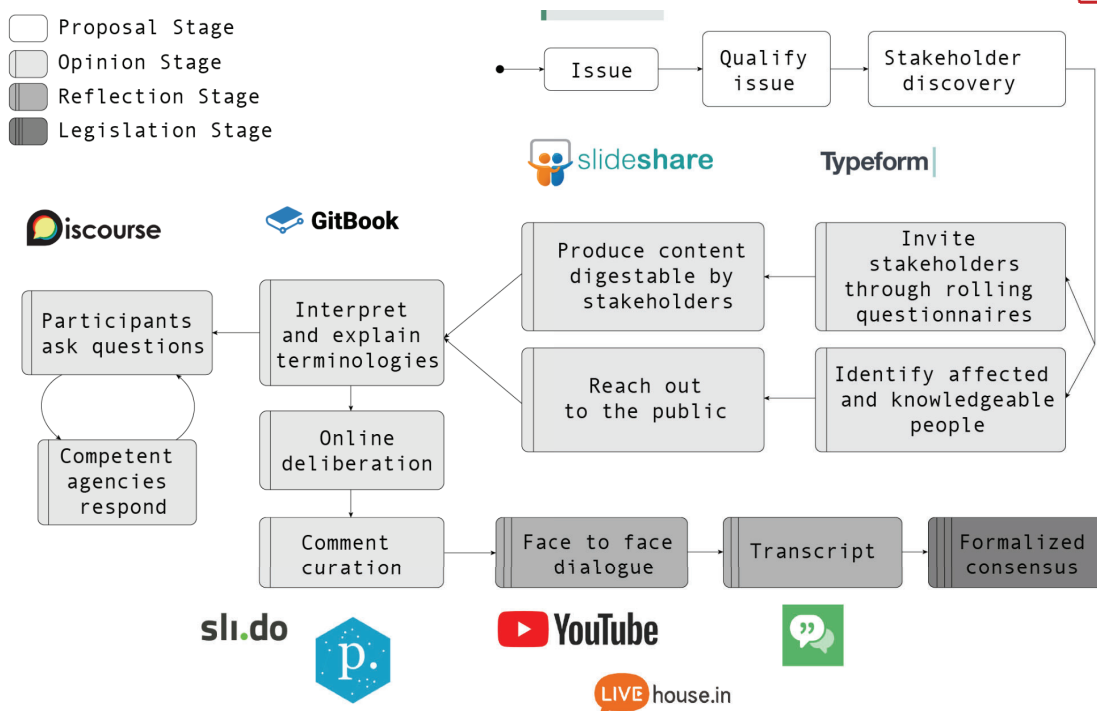 Proposal Stage
Opinion Stage
Reflection Stage
Legislation Stage
Issue
Qualify
issue
Stakeholder
discovery
slideshare
Typeform
Discourse
GitBook
Produce content
digestable by
stakeholders
Invite
stakeholders
through rolling
questionnaires
Participants
ask questions
Interpret
and explain
terminologies
Reach out
to the public
Identify affected
and knowledgeable
people
Competent
agencies
respond
Online
deliberation
Comment
curation
Face to face
dialogue
Transcript
Formalized
consensus
sli.do
p.
YouTube
LIVE house.in